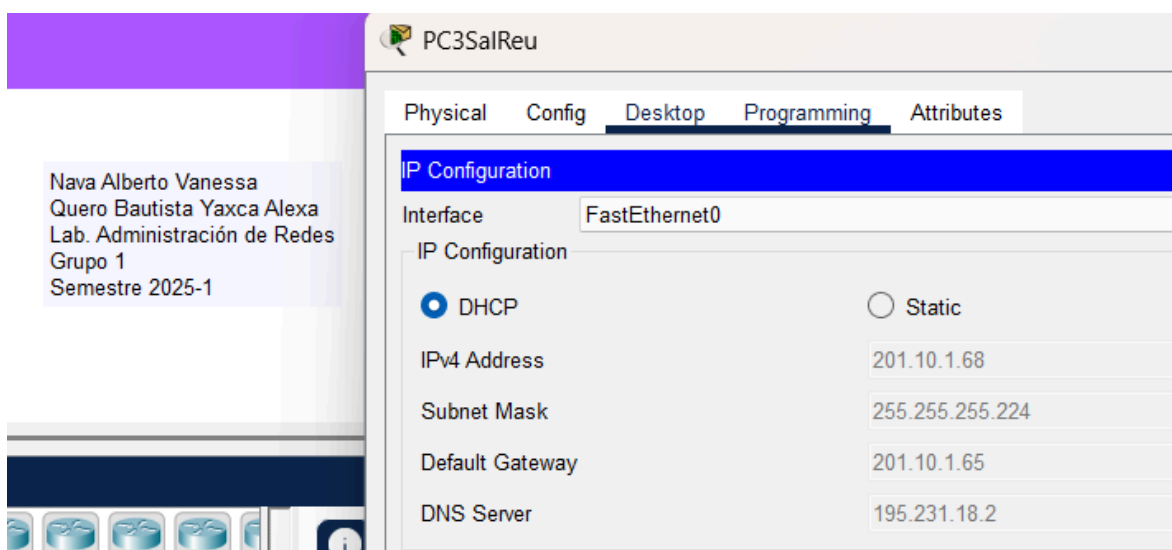 PC3SalReu
Physical Config Desktop Programming Attributes
IP Configuration
Nava Alberto Vanessa
Quero Bautista Yaxca Alexa
Lab. Administración de Redes
Grupo 1
Semestre 2025-1
Interface FastEthernet0
IP Configuration
DHCP Static
IPv4 Address 201.10.1.68
Subnet Mask 255.255.255.224
Default Gateway 201.10.1.65
DNS Server 195.231.18.2